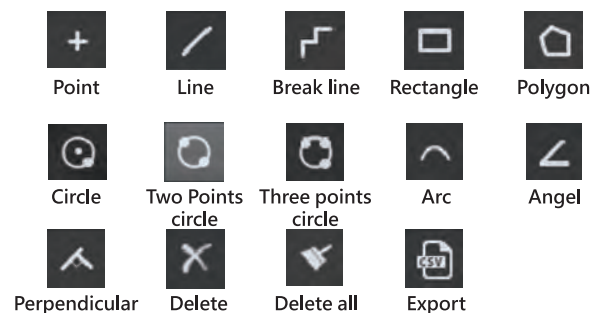 Point Line Break line Rectangle Polygon
Circle Two Points circle Three points circle Arc Angel
CSV
Perpendicular Delete Delete all Export